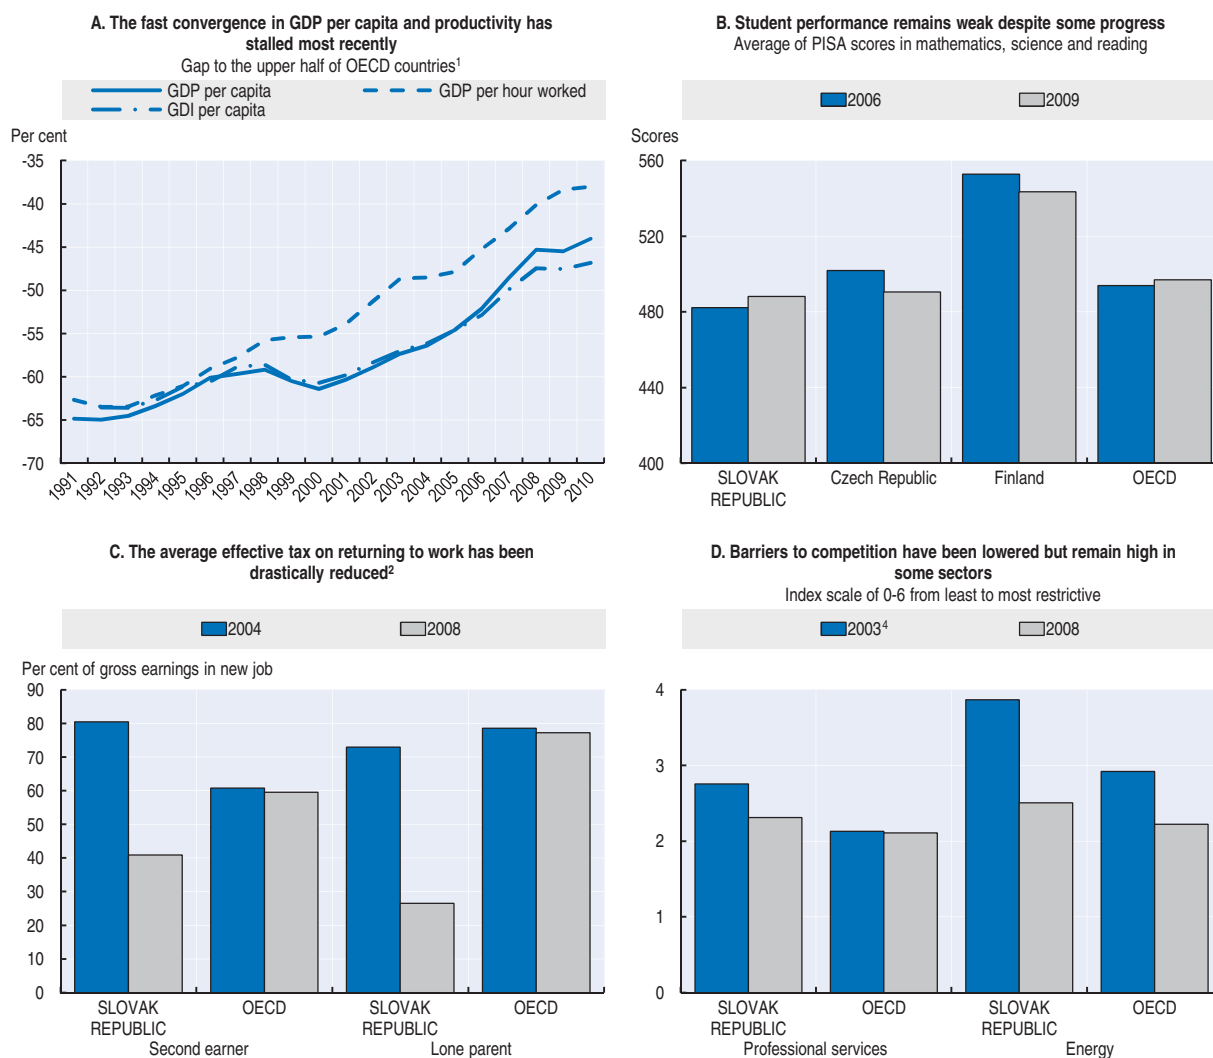 A. The fast convergence in GDP per capita and productivity has
stalled most recently
Gap to the upper half of OECD countries¹
GDP per capita
GDP per hour worked
GDI per capita
Per cent
-35
-40
-45
-50
-55
-60
-65
-70
1991 1992 1993 1994 1995 1996 1997 1998 1999 2000 2001 2002 2003 2004 2005 2006 2007 2008 2009 2010
B. Student performance remains weak despite some progress
Average of PISA scores in mathematics, science and reading
2006 2009
Scores
560
520
480
440
400
SLOVAK
REPUBLIC
Czech Republic
Finland
OECD
C. The average effective tax on returning to work has been
drastically reduced²
2004 2008
Per cent of gross earnings in new job
90
80
70
60
50
40
30
20
10
0
SLOVAK
REPUBLIC
OECD
SLOVAK
REPUBLIC
OECD
Second earner
Lone parent
D. Barriers to competition have been lowered but remain high in
some sectors
Index scale of 0-6 from least to most restrictive
2003⁴ 2008
4
3
2
1
0
SLOVAK
REPUBLIC
OECD
SLOVAK
REPUBLIC
OECD
Professional services
Energy